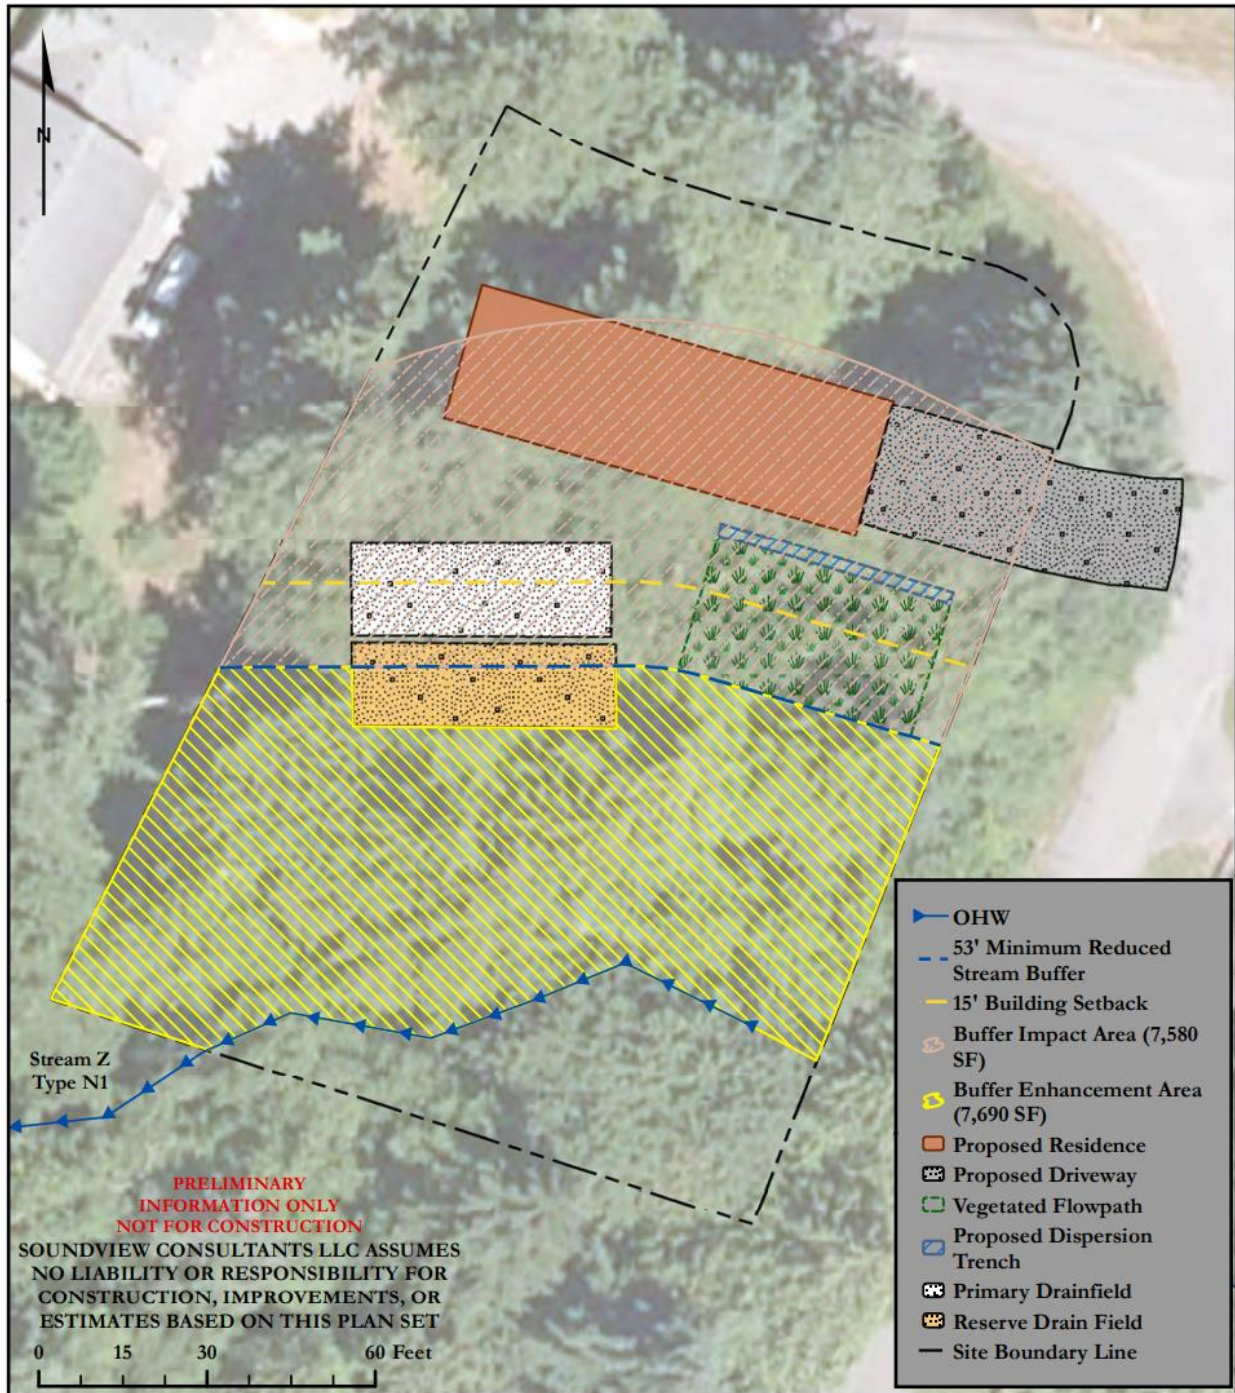 N
OHW
53' Minimum Reduced
Stream Buffer
15' Building Setback
Buffer Impact Area (7,580
SF)
Buffer Enhancement Area
(7,690 SF)
Proposed Residence
Proposed Driveway
Vegetated Flowpath
Proposed Dispersion
Trench
Primary Drainfield
Reserve Drain Field
Site Boundary Line
Stream Z
Type N1
PRELIMINARY
INFORMATION ONLY
NOT FOR CONSTRUCTION
SOUNDVIEW CONSULTANTS LLC ASSUMES
NO LIABILITY OR RESPONSIBILITY FOR
CONSTRUCTION, IMPROVEMENTS, OR
ESTIMATES BASED ON THIS PLAN SET
0 15 30 60 Feet